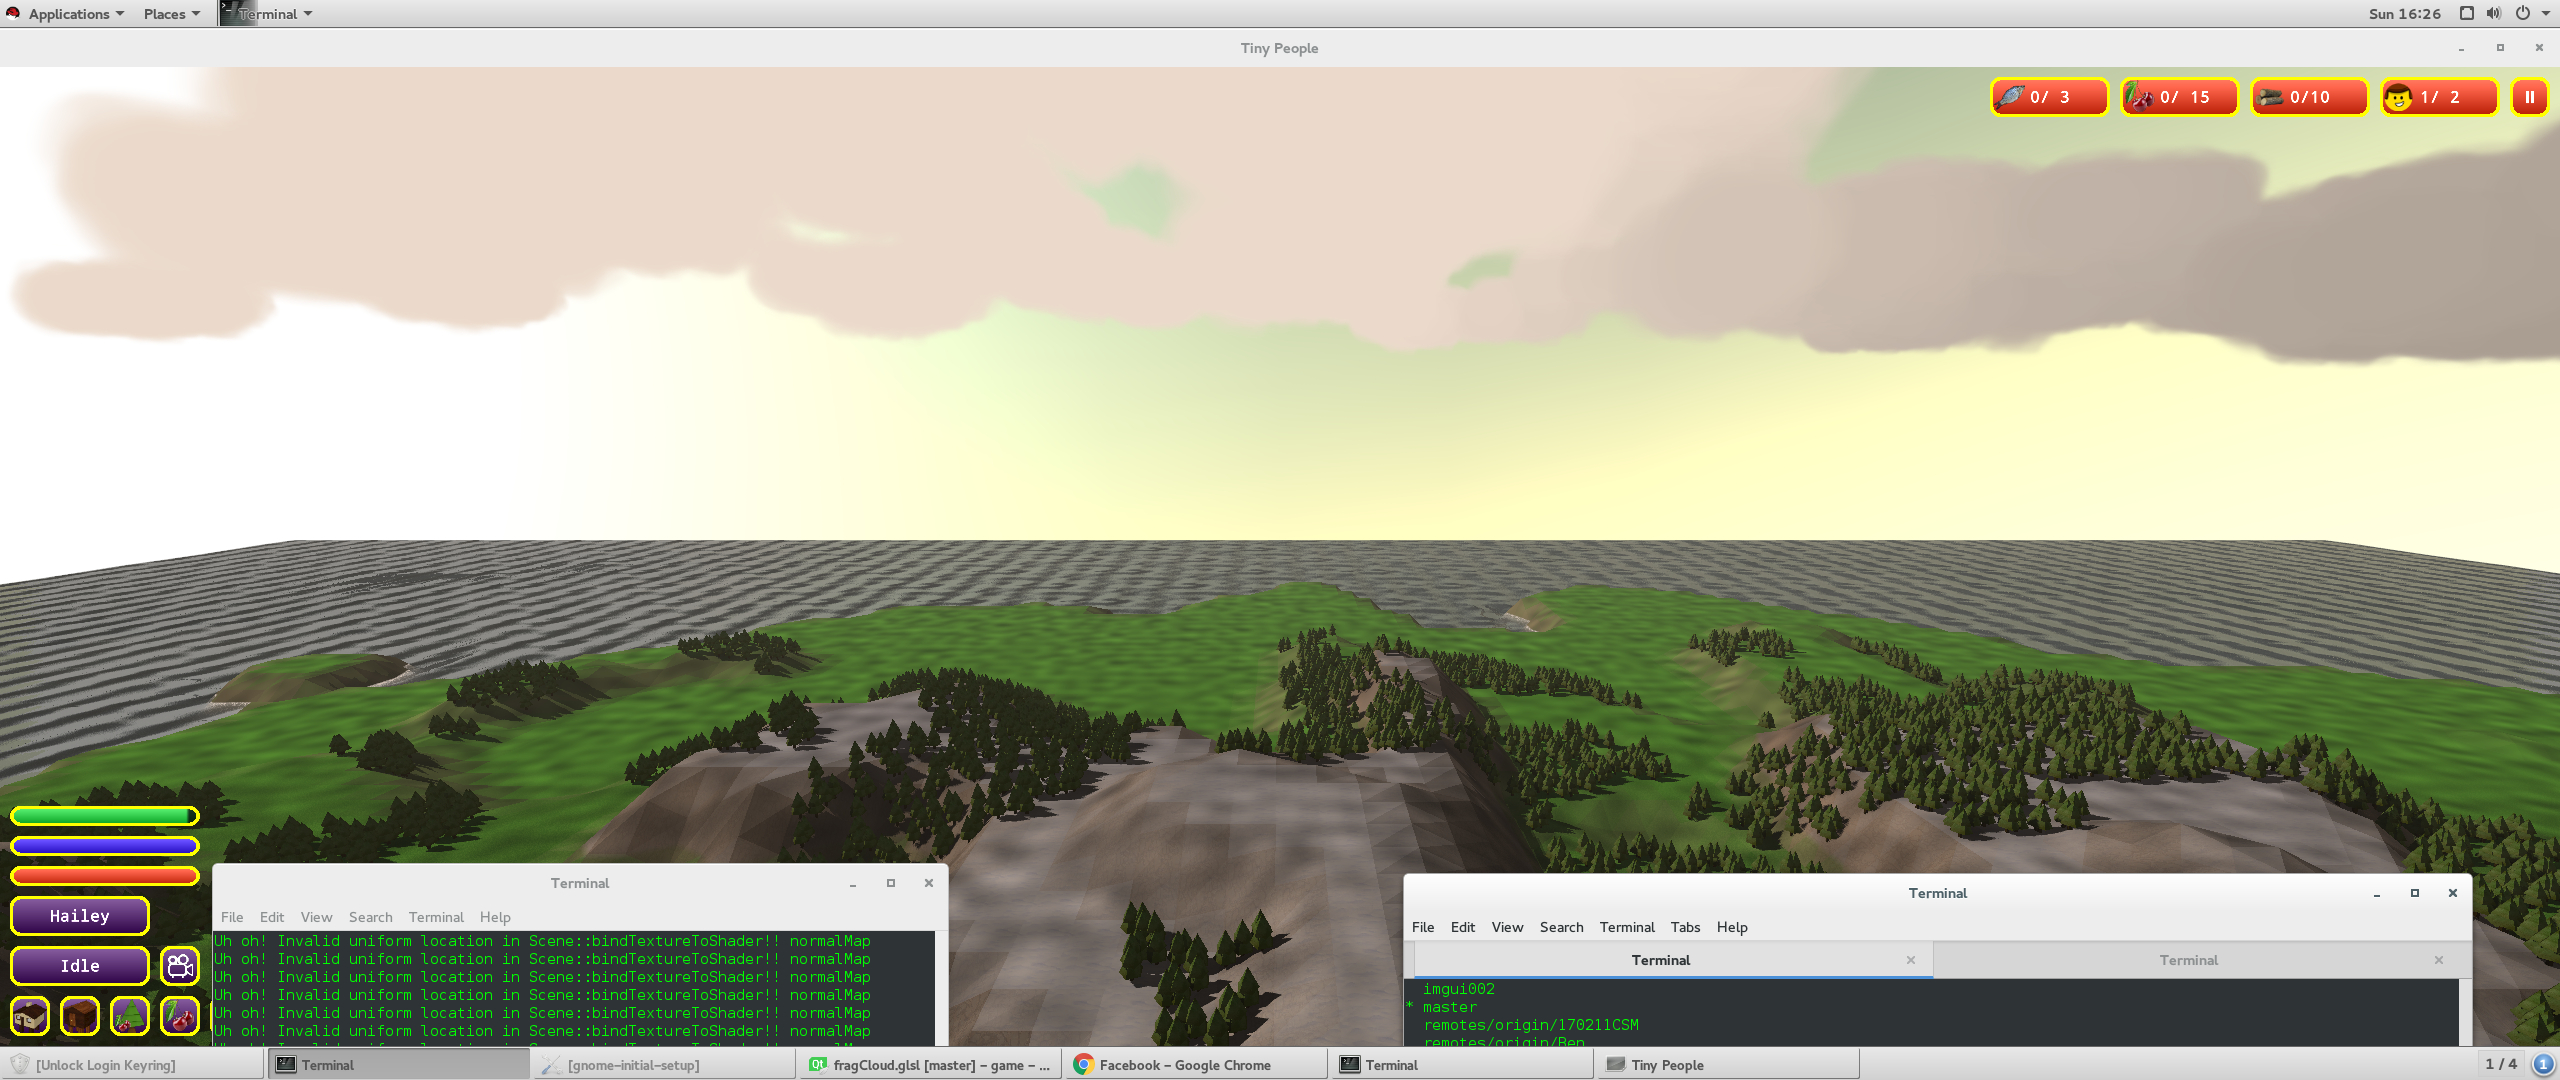 Applications Places Terminal Sun 16:26
Tiny People
0/ 3 0/ 15 0/10 1/ 2
Hailey
Idle
Terminal
File Edit View Search Terminal Help
Uh oh! Invalid uniform location in Scene::bindTextureToShader!! normalMap
Uh oh! Invalid uniform location in Scene::bindTextureToShader!! normalMap
Uh oh! Invalid uniform location in Scene::bindTextureToShader!! normalMap
Uh oh! Invalid uniform location in Scene::bindTextureToShader!! normalMap
Uh oh! Invalid uniform location in Scene::bindTextureToShader!! normalMap
Uh oh! Invalid uniform location in Scene::bindTextureToShader!! normalMap
Terminal
File Edit View Search Terminal Tabs Help
Terminal Terminal
imgui002
* master
remotes/origin/170211CSM
remotes/origin/Ben
[Unlock Login Keyring] Terminal [gnome-initial-setup] fragCloud.glsl [master] – game – ... Facebook – Google Chrome Terminal Tiny People 1 / 4 1